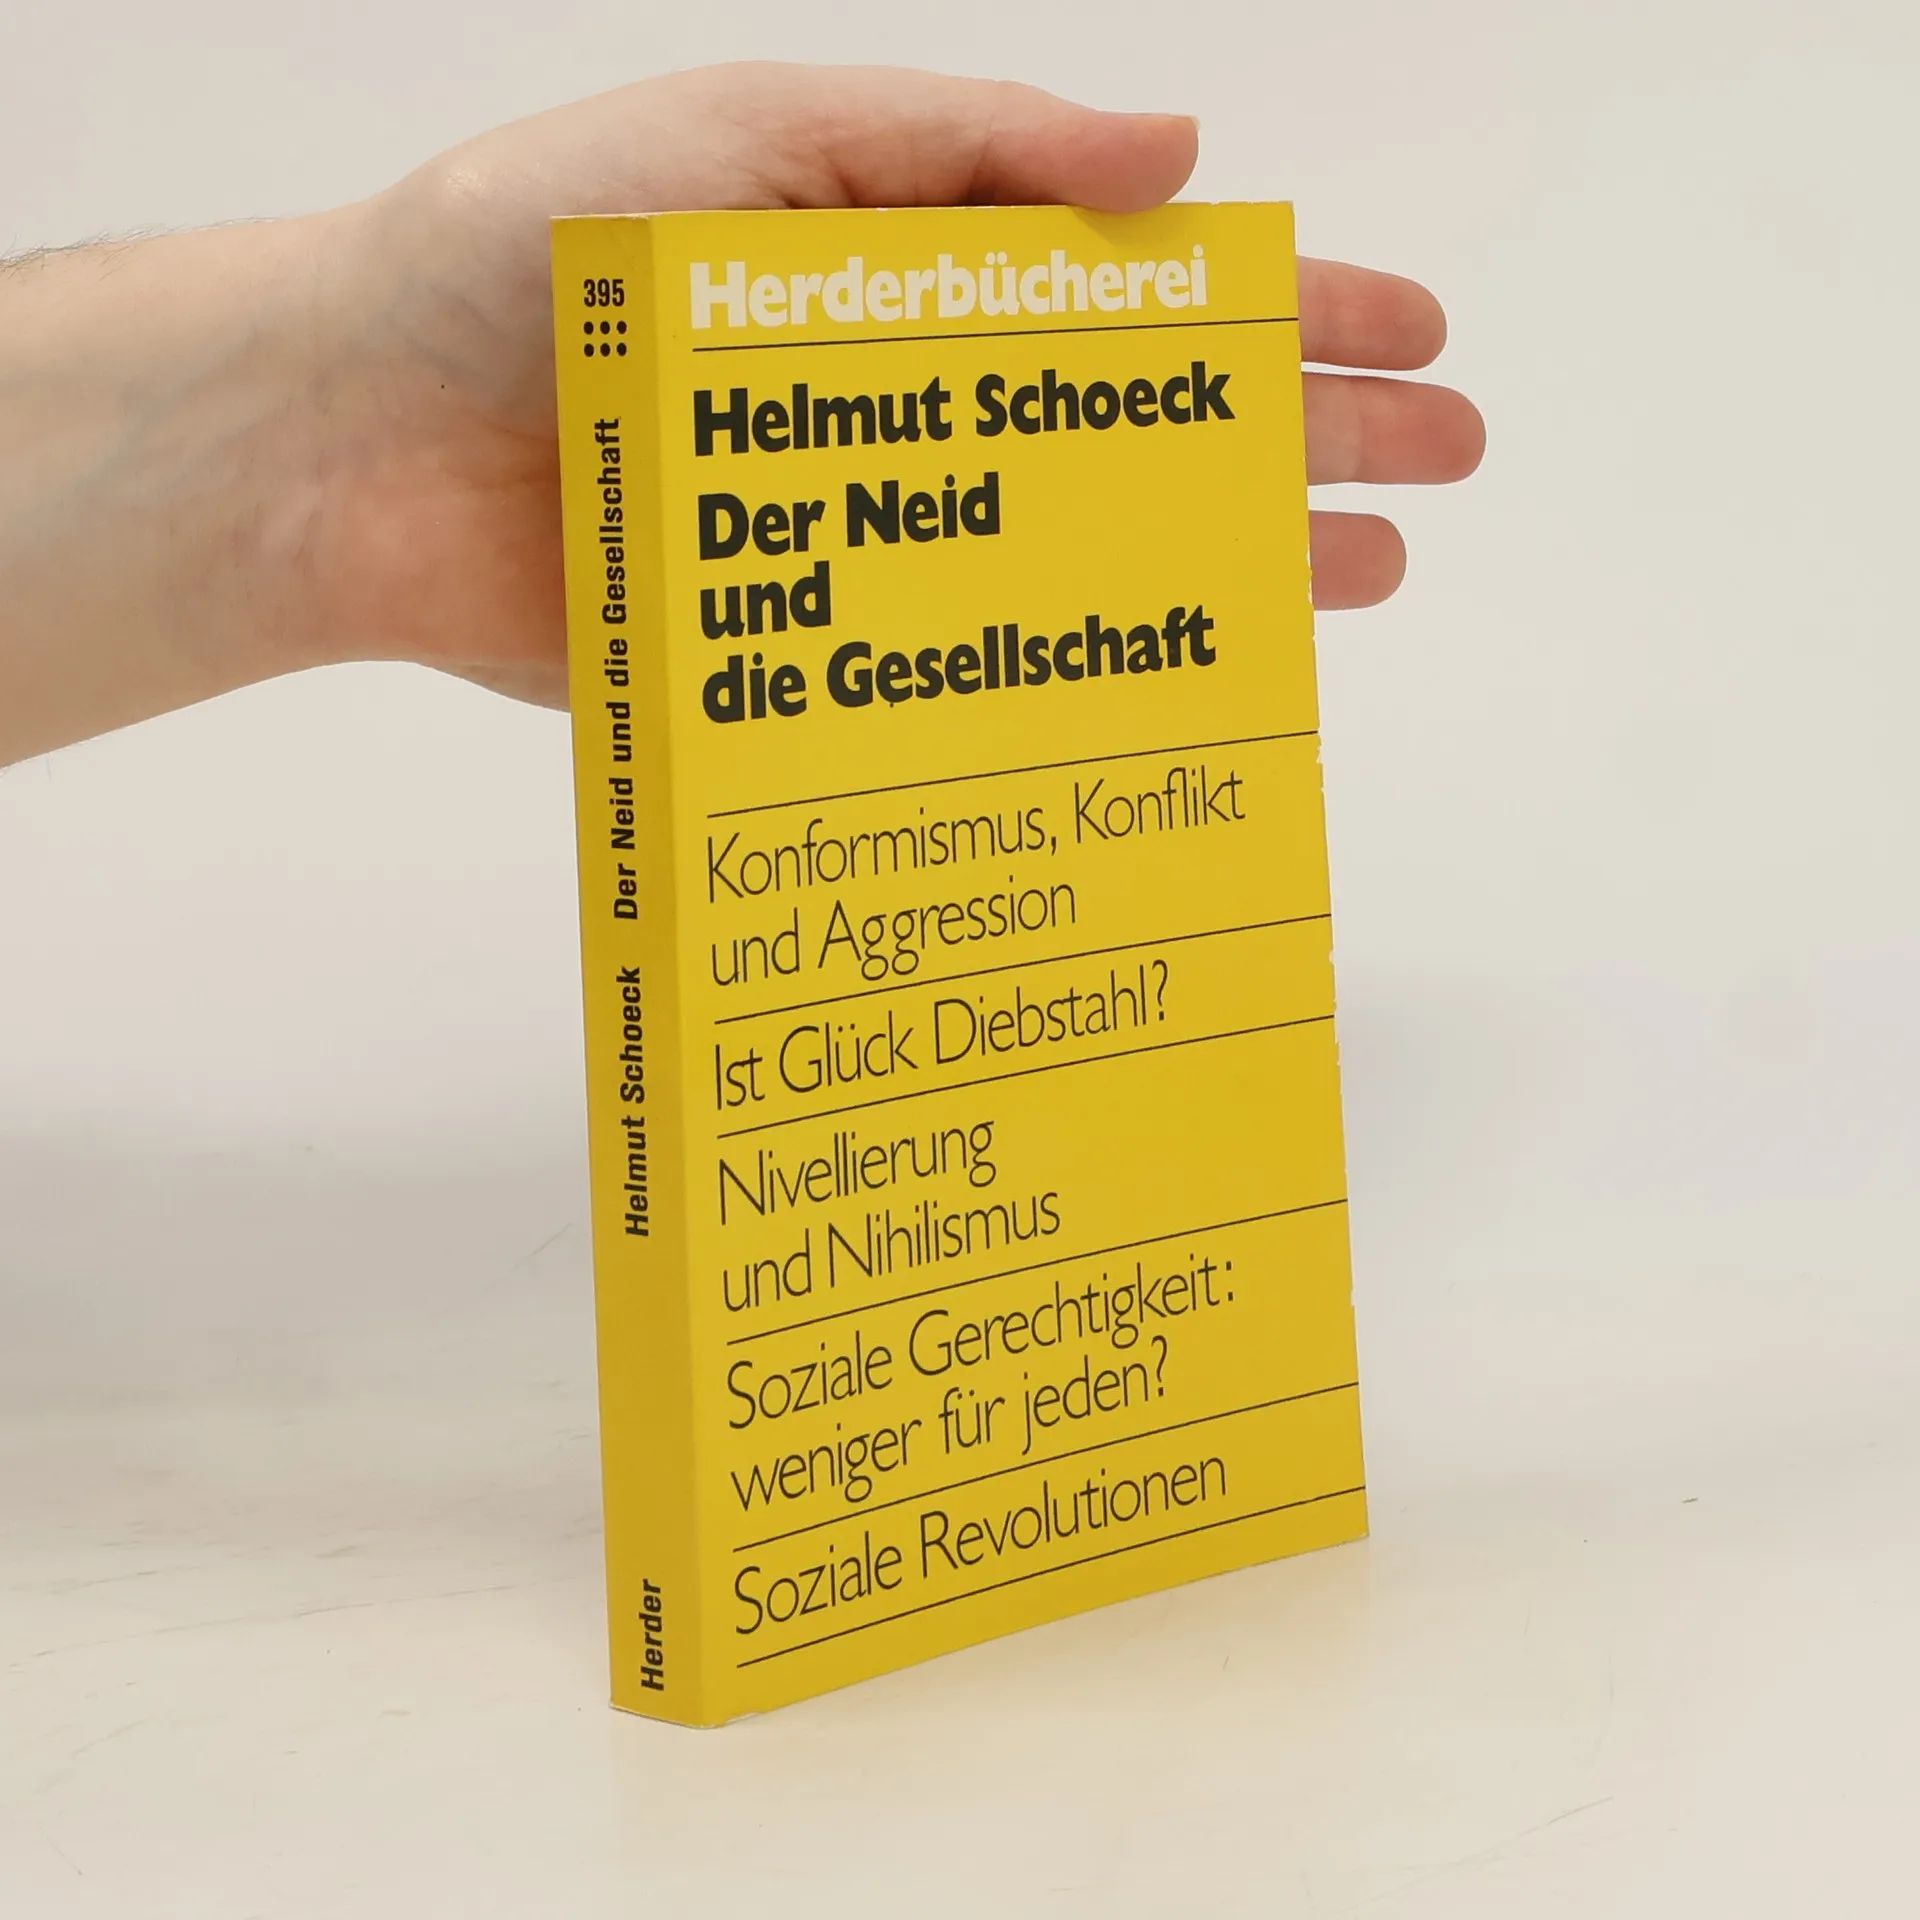 395
Der Neid und die Gesellschaft
Helmut Schoeck
Herder
Herderbücherei
Helmut Schoeck
Der Neid
und
die Gesellschaft
Konformismus, Konflikt
und Aggression
Ist Glück Diebstahl?
Nivellierung
und Nihilismus
Soziale Gerechtigkeit:
weniger für jeden?
Soziale Revolutionen